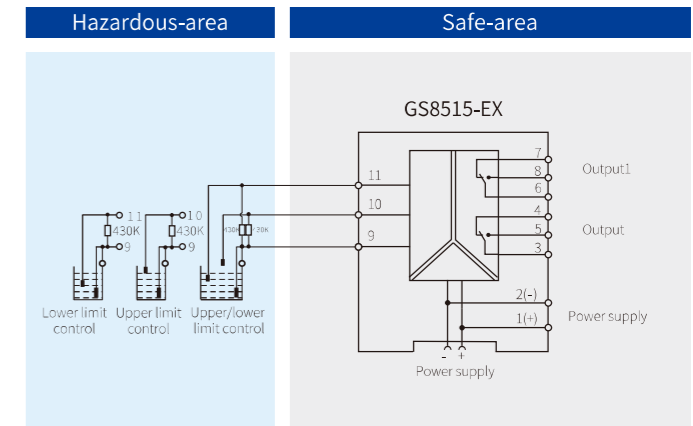 Hazardous-area
Safe-area
GS8515-EX
11
10
9
7
8
6
4
5
3
2(-)
1(+)
Output1
Output
Power supply
- +
Power supply
11
430K
9
10
430K
9
430K
Lower limit
control
Upper limit
control
Upper/lower
limit control